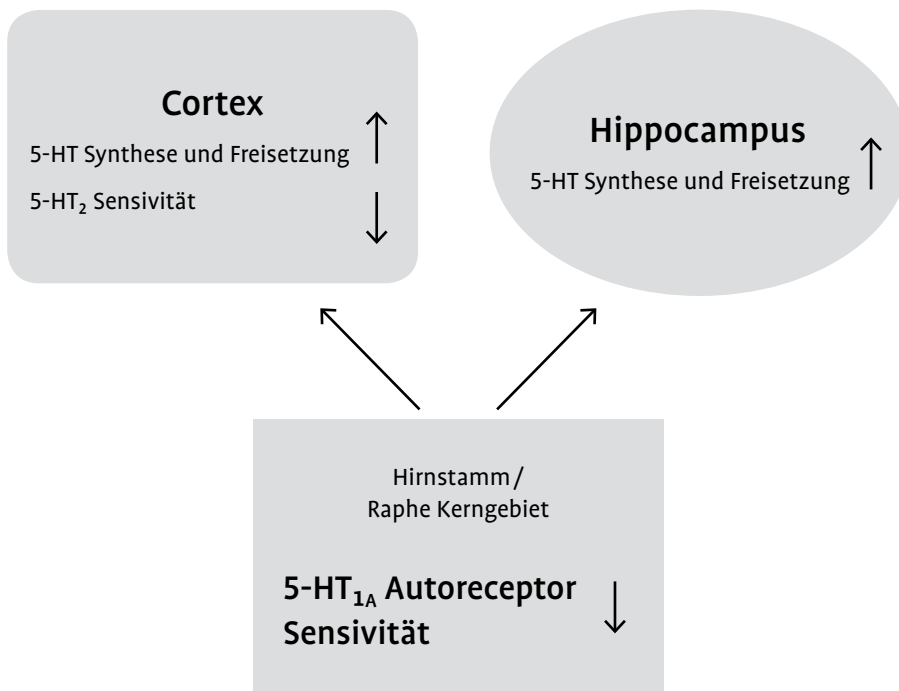 Cortex
5-HT Synthese und Freisetzung
5-HT₂ Sensivität
Hippocampus
5-HT Synthese und Freisetzung
Hirnstamm/
Raphe Kerngebiet
5-HT₁ₐ Autoreceptor
Sensivität